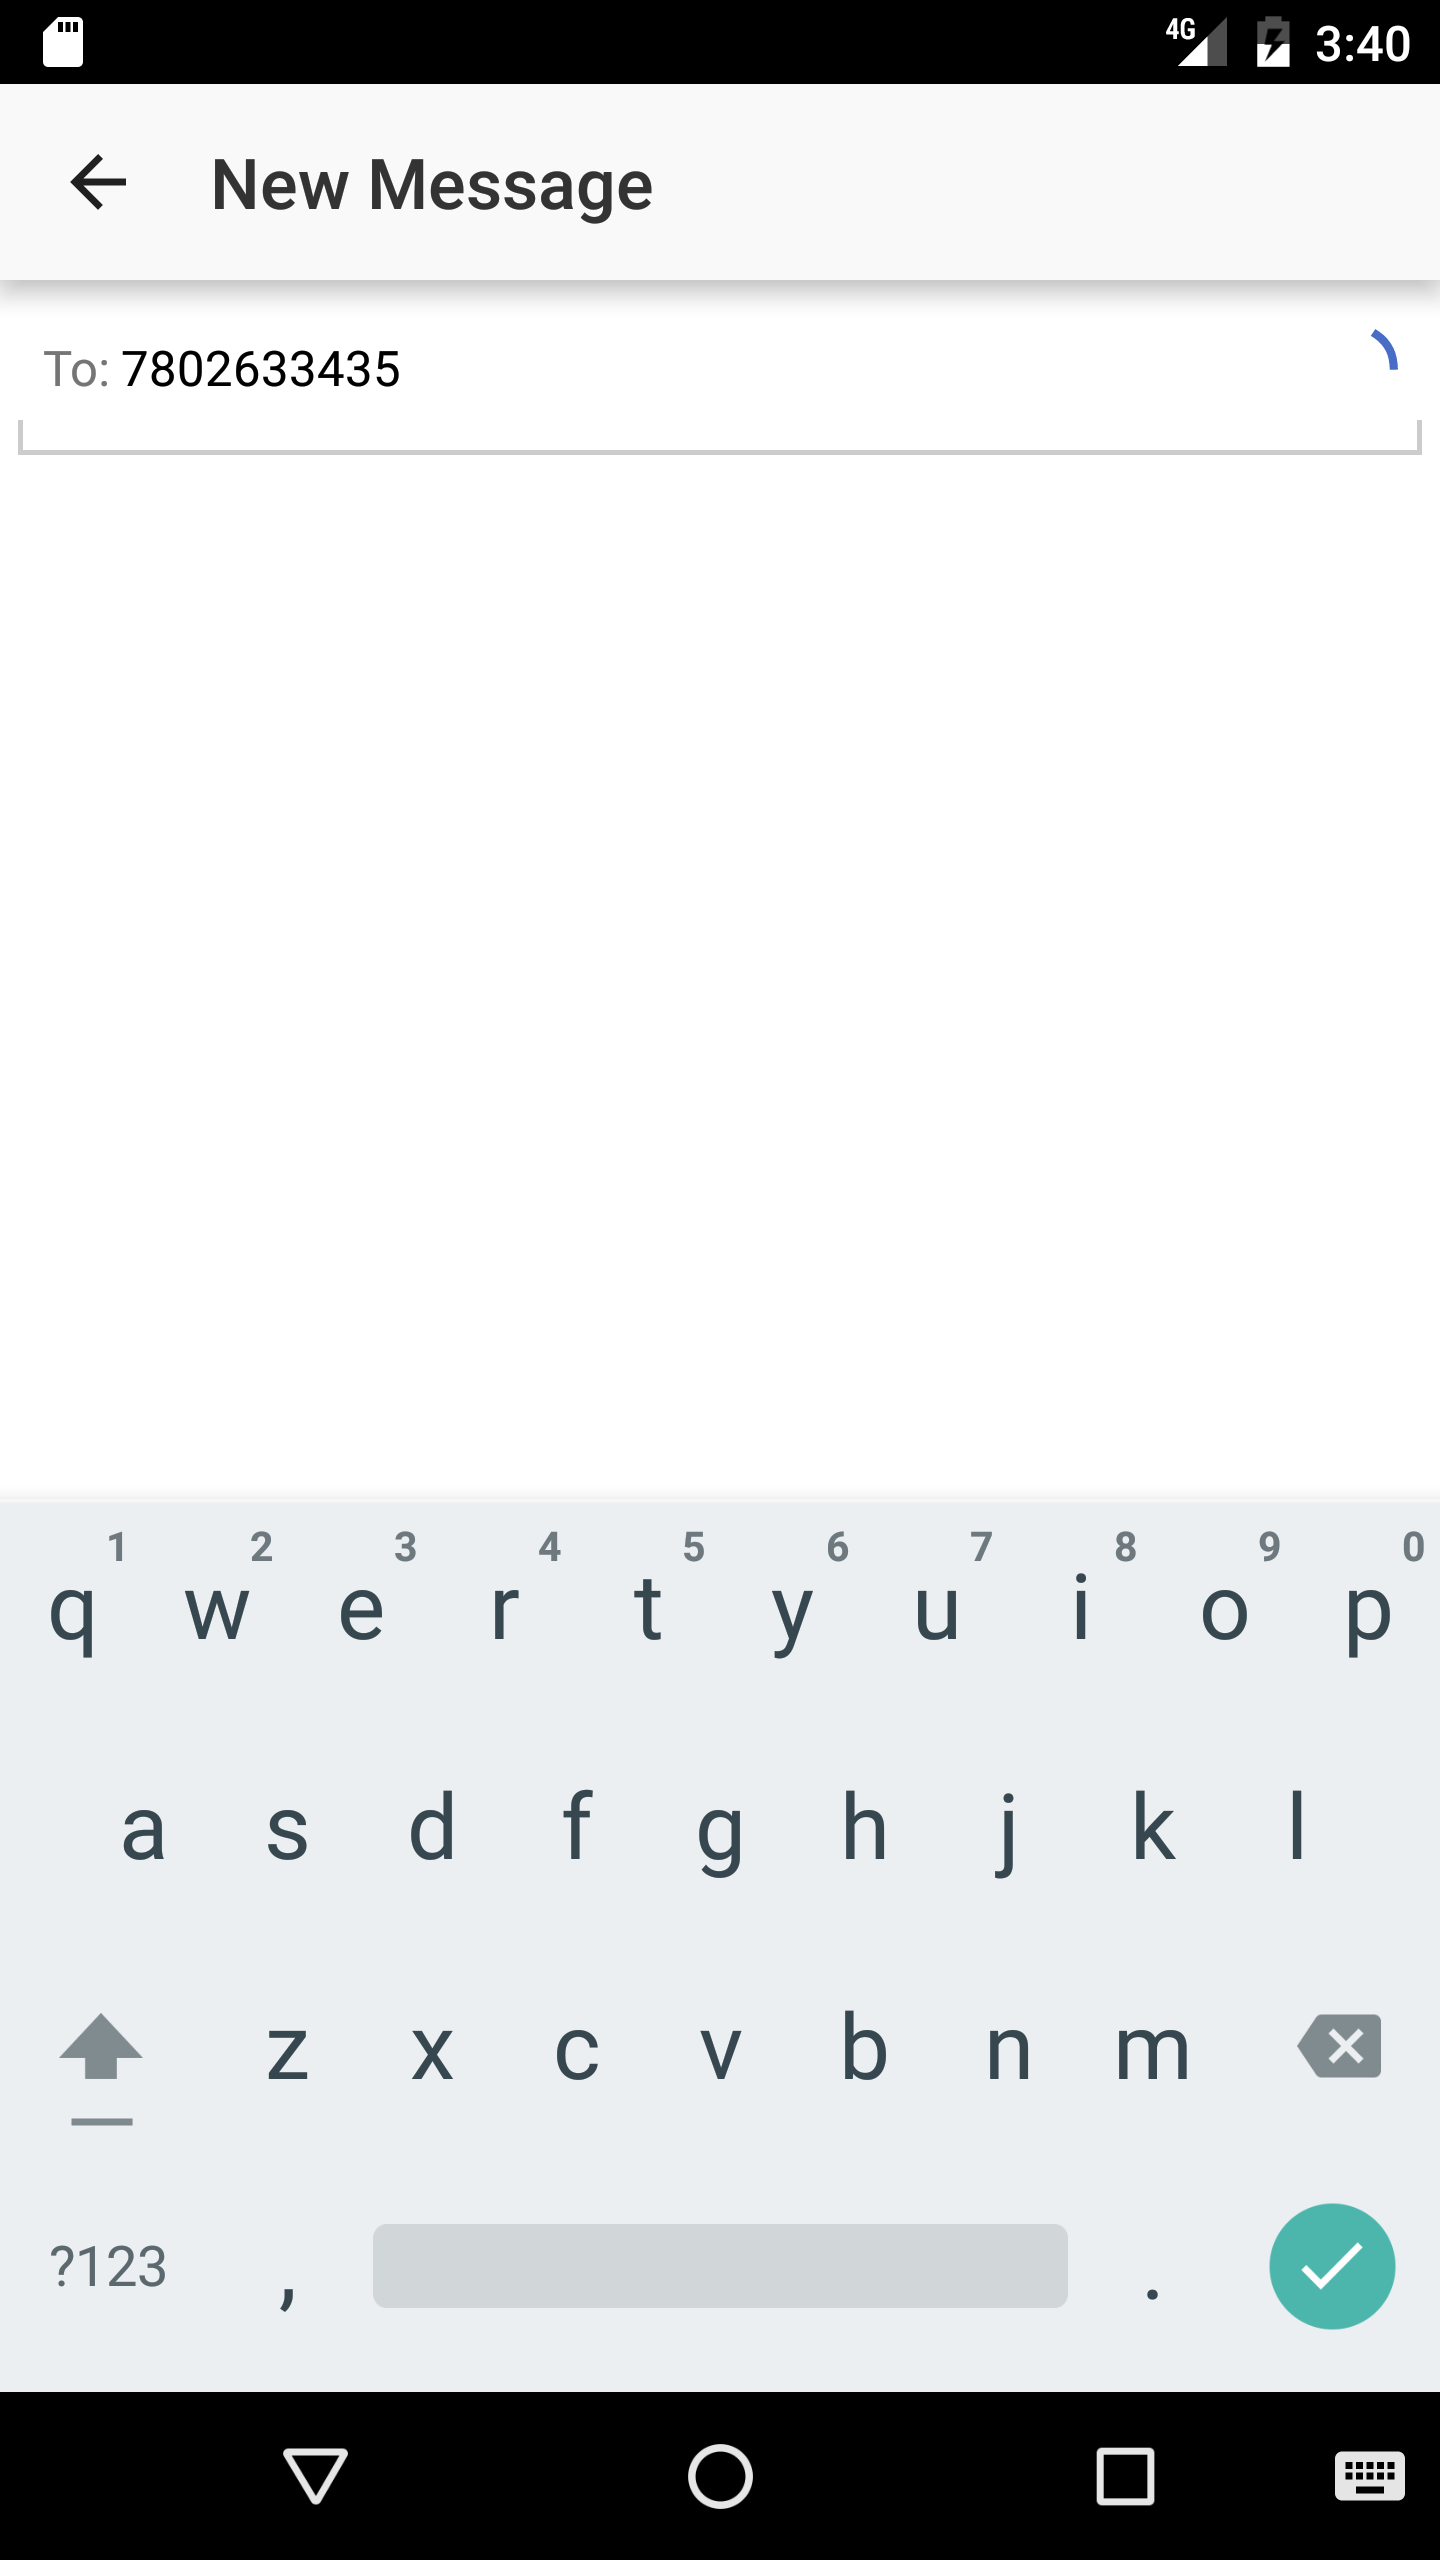 4G 3:40
New Message
To: 7802633435
1 2 3 4 5 6 7 8 9 0
q w e r t y u i o p
a s d f g h j k l
z x c v b n m
?123 , .